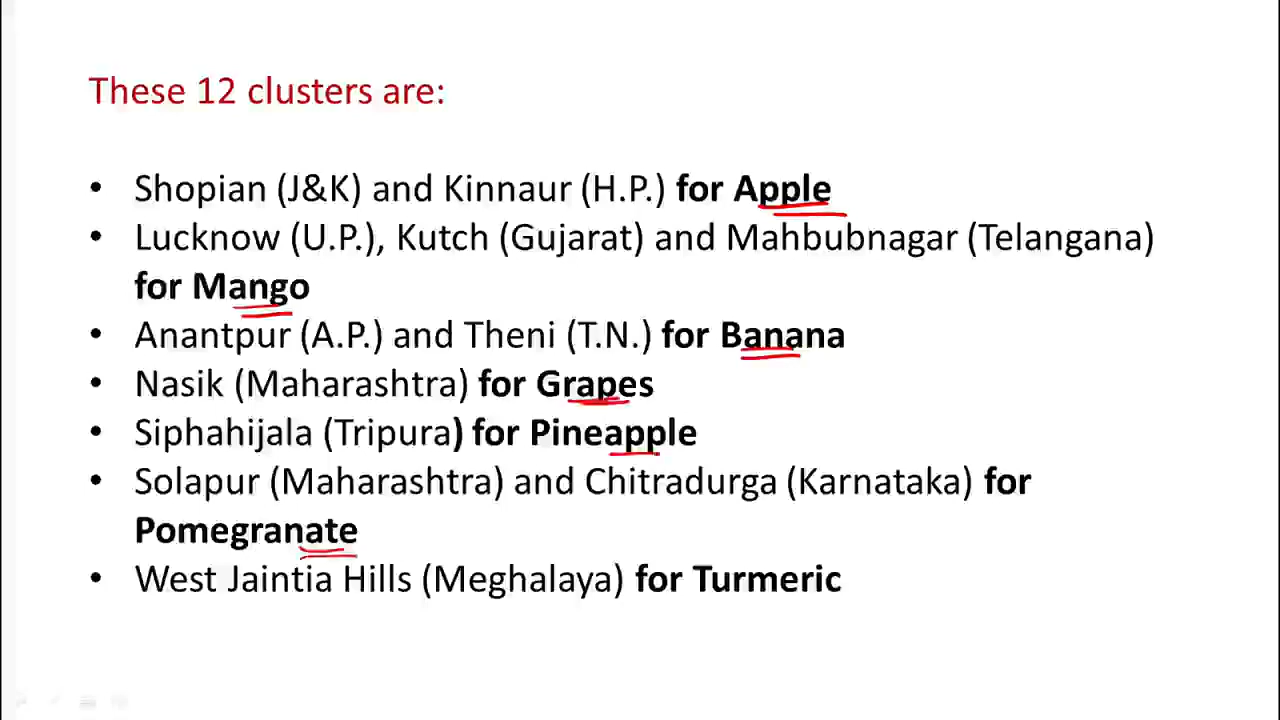 These 12 clusters are:
• Shopian (J&K) and Kinnaur (H.P.) for Apple
• Lucknow (U.P.), Kutch (Gujarat) and Mahbubnagar (Telangana)
for Mango
• Anantpur (A.P.) and Theni (T.N.) for Banana
• Nasik (Maharashtra) for Grapes
• Siphahijala (Tripura) for Pineapple
• Solapur (Maharashtra) and Chitradurga (Karnataka) for
Pomegranate
• West Jaintia Hills (Meghalaya) for Turmeric